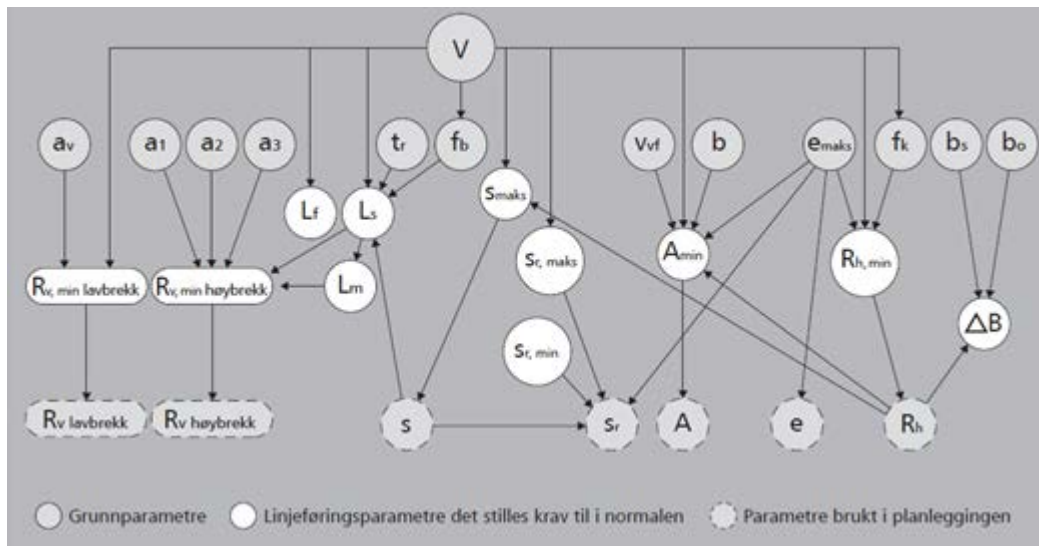 V
av
a1
a2
a3
tr
fb
Vvf
b
emaks
fk
bs
bo
Lf
Ls
smaks
Amin
sr, maks
Rh, min
Rv, min lavbrekk
Rv, min høybrekk
Lm
△B
sr, min
Rv lavbrekk
Rv høybrekk
s
sr
A
e
Rh
Grunnparametre
Linjeføringsparametre det stilles krav til i normalen
Parametre brukt i planleggingen